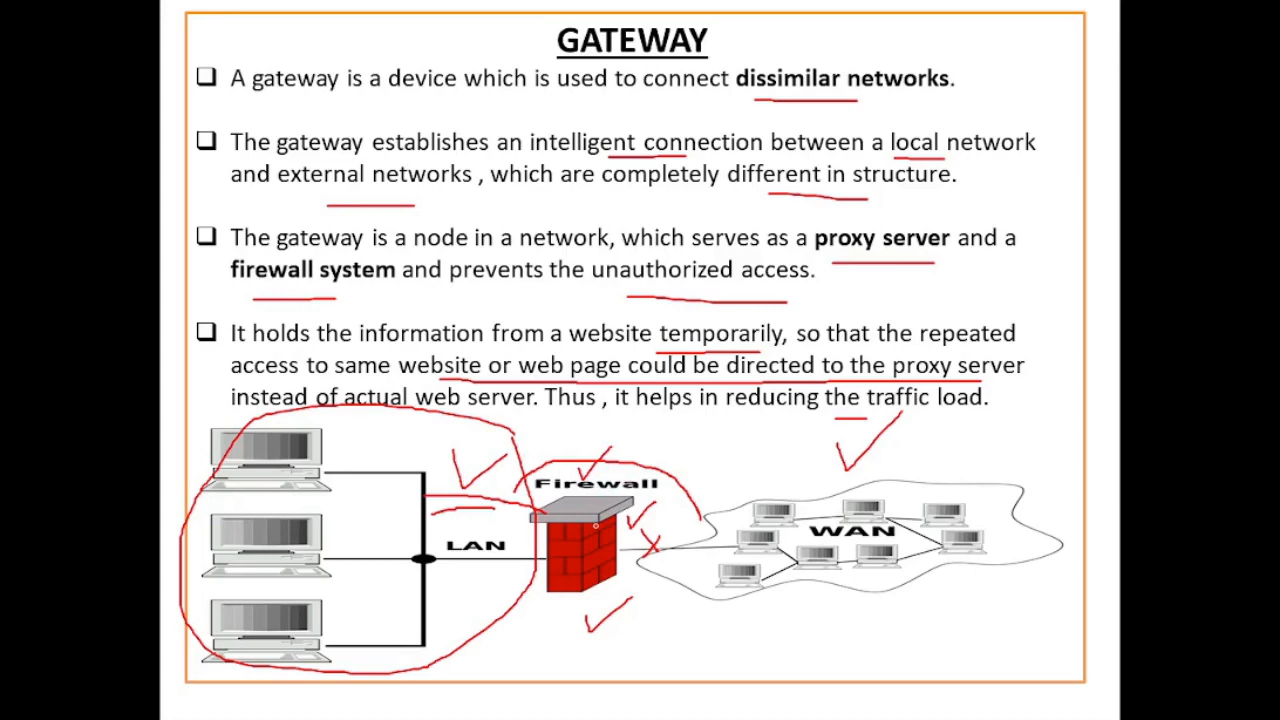 GATEWAY
❑ A gateway is a device which is used to connect dissimilar networks.
❑ The gateway establishes an intelligent connection between a local network
and external networks , which are completely different in structure.
❑ The gateway is a node in a network, which serves as a proxy server and a
firewall system and prevents the unauthorized access.
❑ It holds the information from a website temporarily, so that the repeated
access to same website or web page could be directed to the proxy server
instead of actual web server. Thus , it helps in reducing the traffic load.
Firewall
LAN
WAN